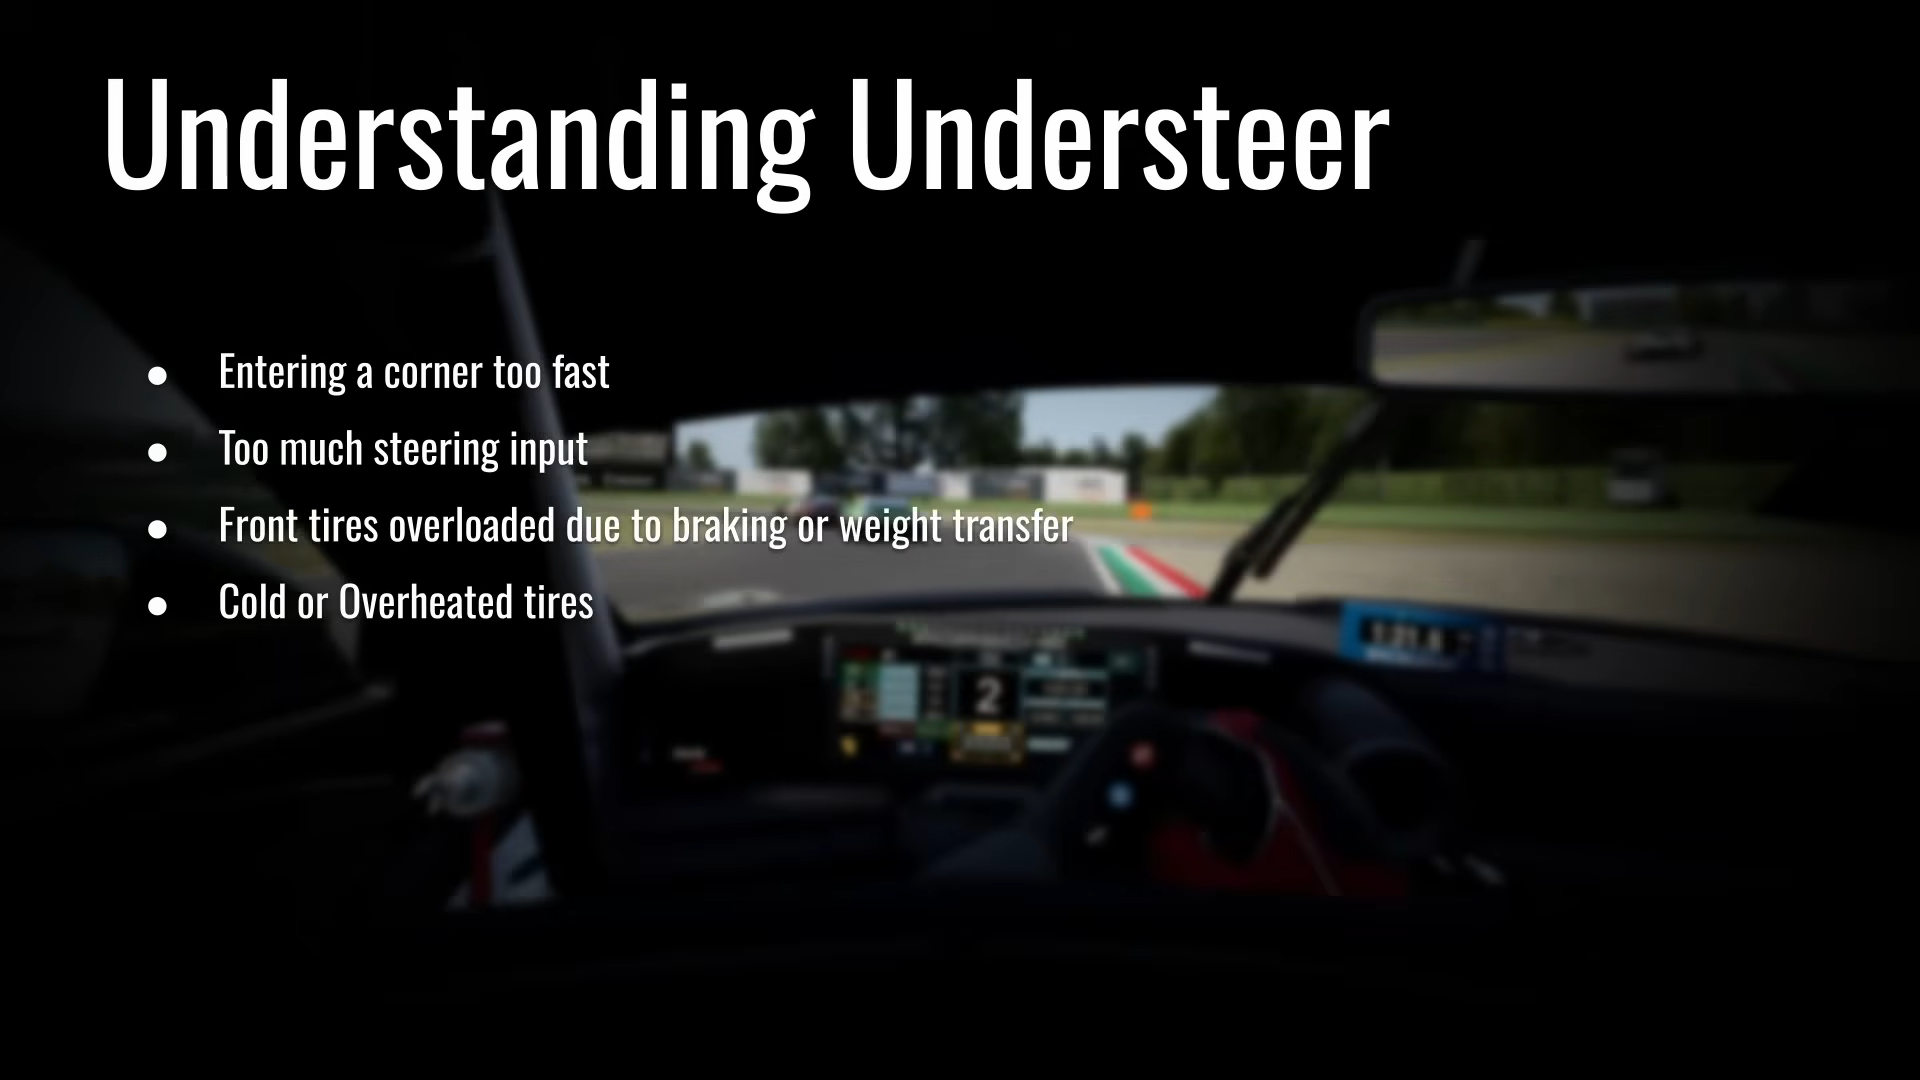 Understanding Understeer
● Entering a corner too fast
● Too much steering input
● Front tires overloaded due to braking or weight transfer
● Cold or Overheated tires
2